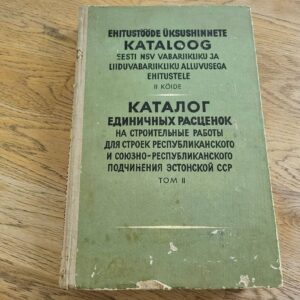 EHITUSTÖÖDE ÜKSUSHINNETE
KATALOOG
EESTI NSV VABARIIKLIKU JA
LIIDUVABARIIKLIKU ALLUVUSEGA
EHITUSTELE
II KÖIDE
КАТАЛОГ
ЕДИНИЧНЫХ РАСЦЕНОК
НА СТРОИТЕЛЬНЫЕ РАБОТЫ
ДЛЯ СТРОЕК РЕСПУБЛИКАНСКОГО
И СОЮЗНО-РЕСПУБЛИКАНСКОГО
ПОДЧИНЕНИЯ ЭСТОНСКОЙ ССР
ТОМ II